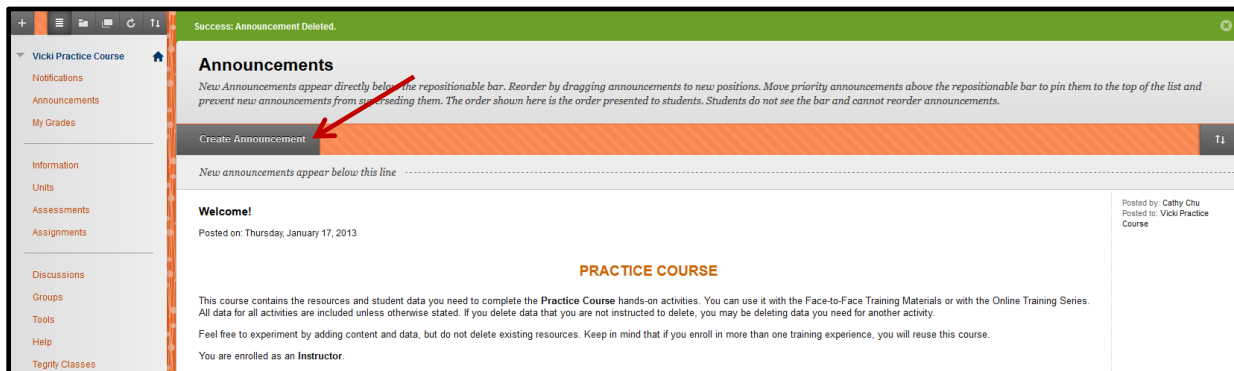 Success: Announcement Deleted.
Vicki Practice Course
Notifications
Announcements
My Grades
Information
Units
Assessments
Assignments
Discussions
Groups
Tools
Help
Tegrity Classes
Announcements
New Announcements appear directly below the repositionable bar. Reorder by dragging announcements to new positions. Move priority announcements above the repositionable bar to pin them to the top of the list and
prevent new announcements from superseding them. The order shown here is the order presented to students. Students do not see the bar and cannot reorder announcements.
Create Announcement
New announcements appear below this line
Welcome!
Posted on: Thursday, January 17, 2013
Posted by: Cathy Chu
Posted to: Vicki Practice
Course
PRACTICE COURSE
This course contains the resources and student data you need to complete the Practice Course hands-on activities. You can use it with the Face-to-Face Training Materials or with the Online Training Series.
All data for all activities are included unless otherwise stated. If you delete data that you are not instructed to delete, you may be deleting data you need for another activity.
Feel free to experiment by adding content and data, but do not delete existing resources. Keep in mind that if you enroll in more than one training experience, you will reuse this course.
You are enrolled as an Instructor.